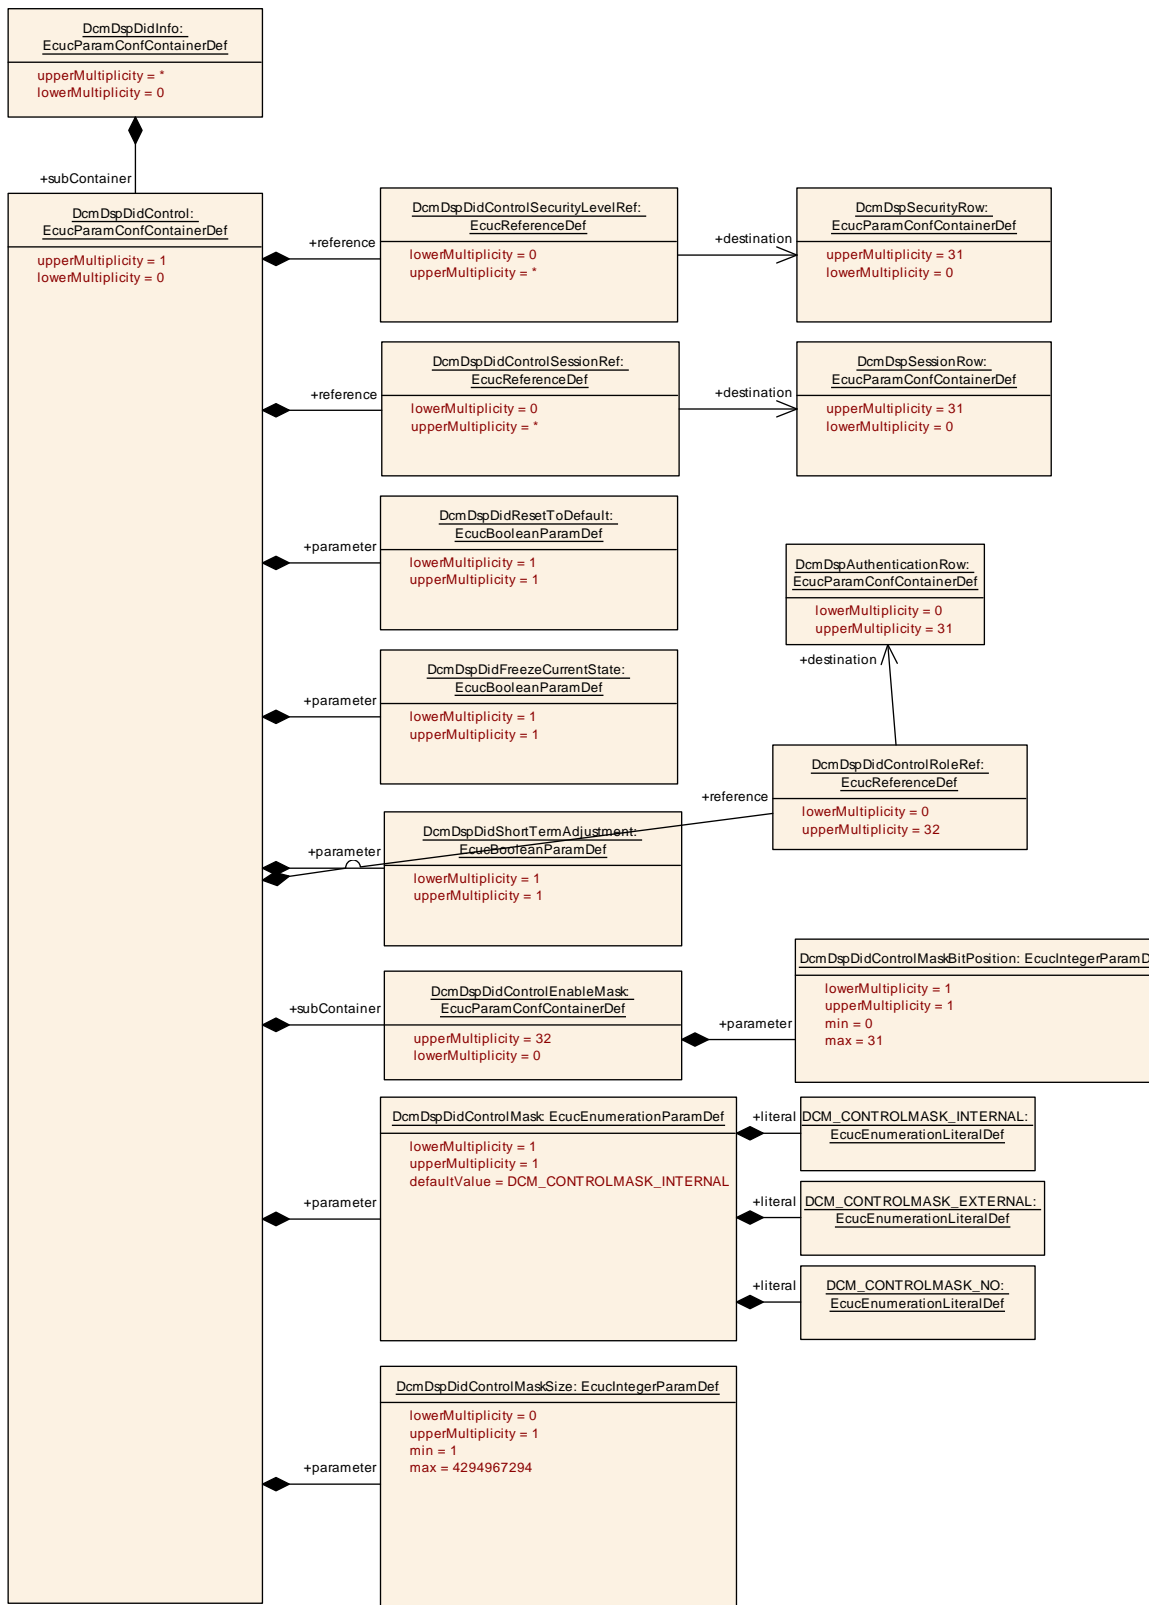 DcmDspDidInfo:
EcucParamConfContainerDef
upperMultiplicity = *
lowerMultiplicity = 0
+subContainer
DcmDspDidControl:
EcucParamConfContainerDef
upperMultiplicity = 1
lowerMultiplicity = 0
+reference
DcmDspDidControlSecurityLevelRef:
EcucReferenceDef
lowerMultiplicity = 0
upperMultiplicity = *
+destination
DcmDspSecurityRow:
EcucParamConfContainerDef
upperMultiplicity = 31
lowerMultiplicity = 0
+reference
DcmDspDidControlSessionRef:
EcucReferenceDef
lowerMultiplicity = 0
upperMultiplicity = *
+destination
DcmDspSessionRow:
EcucParamConfContainerDef
upperMultiplicity = 31
lowerMultiplicity = 0
+parameter
DcmDspDidResetToDefault:
EcucBooleanParamDef
lowerMultiplicity = 1
upperMultiplicity = 1
DcmDspAuthenticationRow:
EcucParamConfContainerDef
lowerMultiplicity = 0
upperMultiplicity = 31
+destination
+parameter
DcmDspDidFreezeCurrentState:
EcucBooleanParamDef
lowerMultiplicity = 1
upperMultiplicity = 1
+reference
DcmDspDidControlRoleRef:
EcucReferenceDef
lowerMultiplicity = 0
upperMultiplicity = 32
+parameter
DcmDspDidShortTermAdjustment:
EcucBooleanParamDef
lowerMultiplicity = 1
upperMultiplicity = 1
+subContainer
DcmDspDidControlEnableMask:
EcucParamConfContainerDef
upperMultiplicity = 32
lowerMultiplicity = 0
+parameter
DcmDspDidControlMaskBitPosition: EcucIntegerParamD
lowerMultiplicity = 1
upperMultiplicity = 1
min = 0
max = 31
+parameter
DcmDspDidControlMask: EcucEnumerationParamDef
lowerMultiplicity = 1
upperMultiplicity = 1
defaultValue = DCM_CONTROLMASK_INTERNAL
+literal
DCM_CONTROLMASK_INTERNAL:
EcucEnumerationLiteralDef
+literal
DCM_CONTROLMASK_EXTERNAL:
EcucEnumerationLiteralDef
+literal
DCM_CONTROLMASK_NO:
EcucEnumerationLiteralDef
+parameter
DcmDspDidControlMaskSize: EcucIntegerParamDef
lowerMultiplicity = 0
upperMultiplicity = 1
min = 1
max = 4294967294